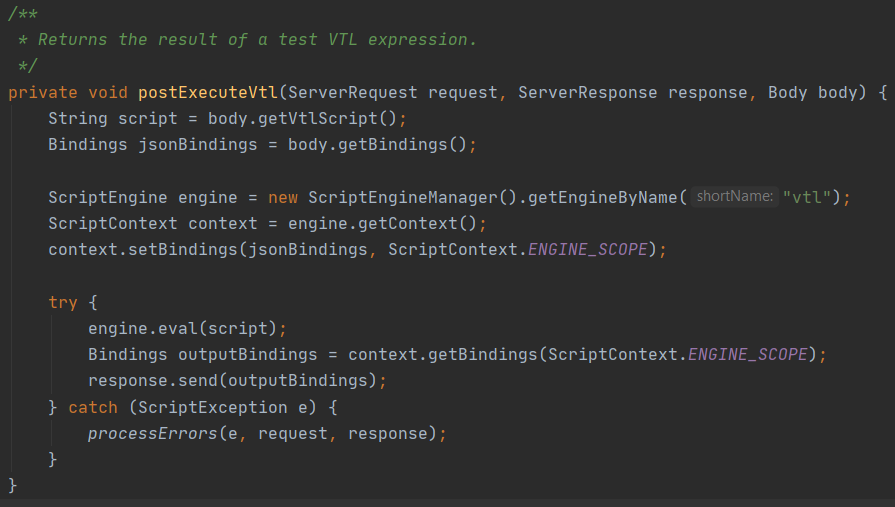 /**
 * Returns the result of a test VTL expression.
 */
private void postExecuteVtl(ServerRequest request, ServerResponse response, Body body) {
    String script = body.getVtlScript();
    Bindings jsonBindings = body.getBindings();

    ScriptEngine engine = new ScriptEngineManager().getEngineByName( shortName: "vtl");
    ScriptContext context = engine.getContext();
    context.setBindings(jsonBindings, ScriptContext.ENGINE_SCOPE);

    try {
        engine.eval(script);
        Bindings outputBindings = context.getBindings(ScriptContext.ENGINE_SCOPE);
        response.send(outputBindings);
    } catch (ScriptException e) {
        processErrors(e, request, response);
    }
}